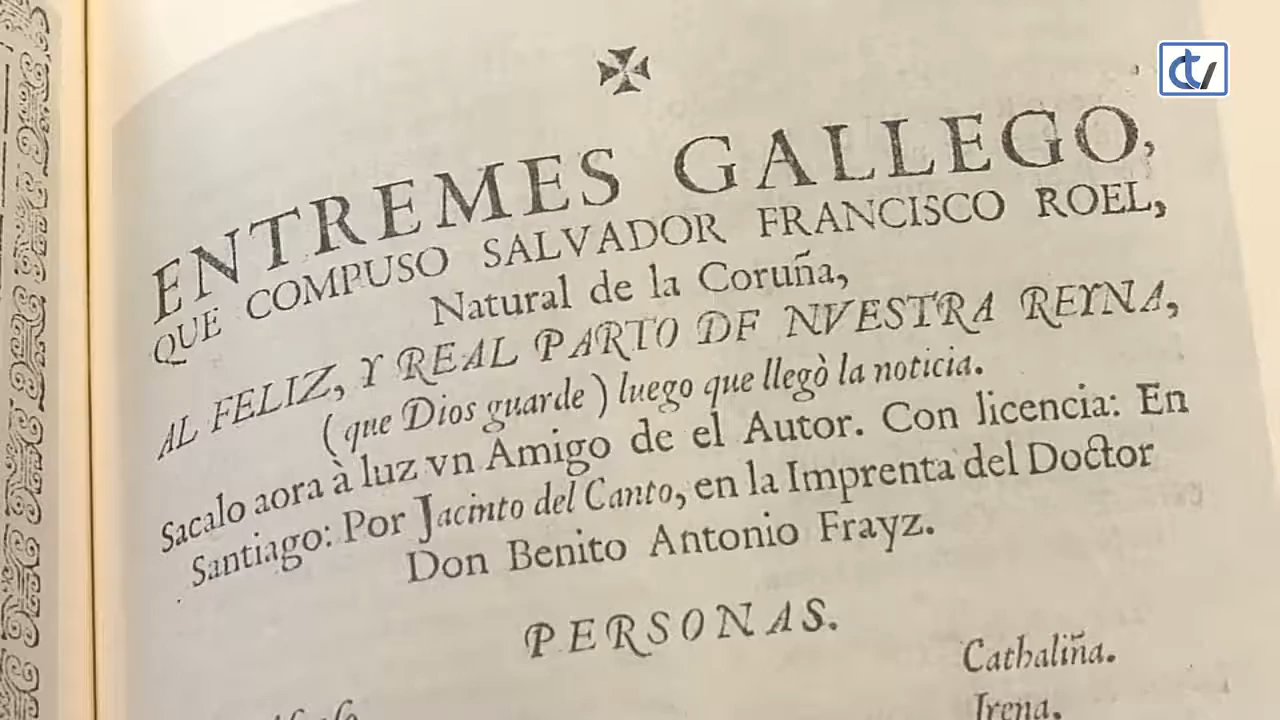 ENTREMES GALLEGO,
QUE COMPUSO SALVADOR FRANCISCO ROEL,
Natural de la Coruña,
AL FELIZ, Y REAL PARTO DE NVESTRA REYNA,
(que Dios guarde) luego que llegò la noticia.
Sacalo aora à luz vn Amigo de el Autor. Con licencia: En
Santiago: Por Jacinto del Canto, en la Imprenta del Doctor
Don Benito Antonio Frayz.
PERSONAS.
Cathaliña.
Irena.